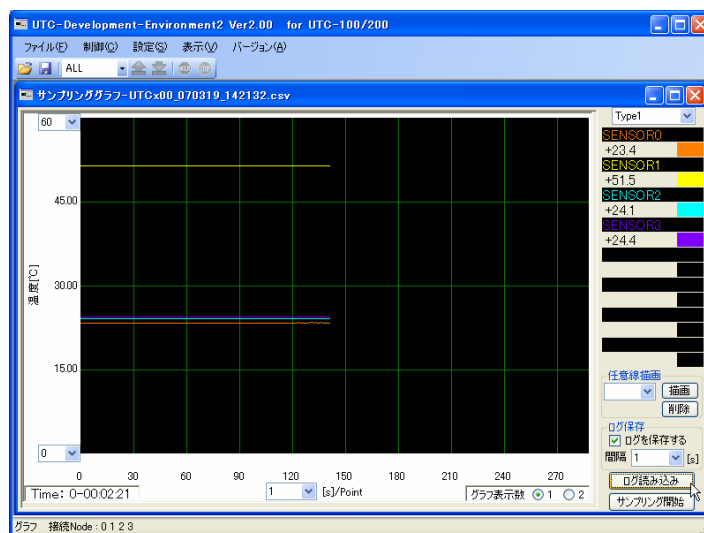 UTC-Development-Environment2 Ver2.00 for UTC-100/200
ファイル(F) 制御(C) 設定(S) 表示(V) バージョン(A)
ALL
サンプリンググラフ-UTCx00_070319_142132.csv
60
45.00
30.00
15.00
0
温度[℃]
0 30 60 90 120 150 180 210 240 270
Time: 0-00:02:21
1 [s]/Point
グラフ表示数 1 2
Type1
SENSOR0
+23.4
SENSOR1
+51.5
SENSOR2
+24.1
SENSOR3
+24.4
任意線描画
描画
削除
ログ保存
ログを保存する
間隔 1 [s]
ログ読み込み
サンプリング開始
グラフ 接続Node : 0 1 2 3